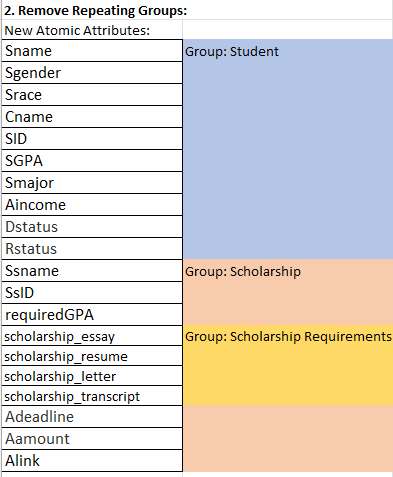 2. Remove Repeating Groups:
New Atomic Attributes:
Sname Group: Student
Sgender
Srace
Cname
SID
SGPA
Smajor
Aincome
Dstatus
Rstatus
Ssname Group: Scholarship
SsID
requiredGPA
scholarship_essay Group: Scholarship Requirements
scholarship_resume
scholarship_letter
scholarship_transcript
Adeadline
Aamount
Alink